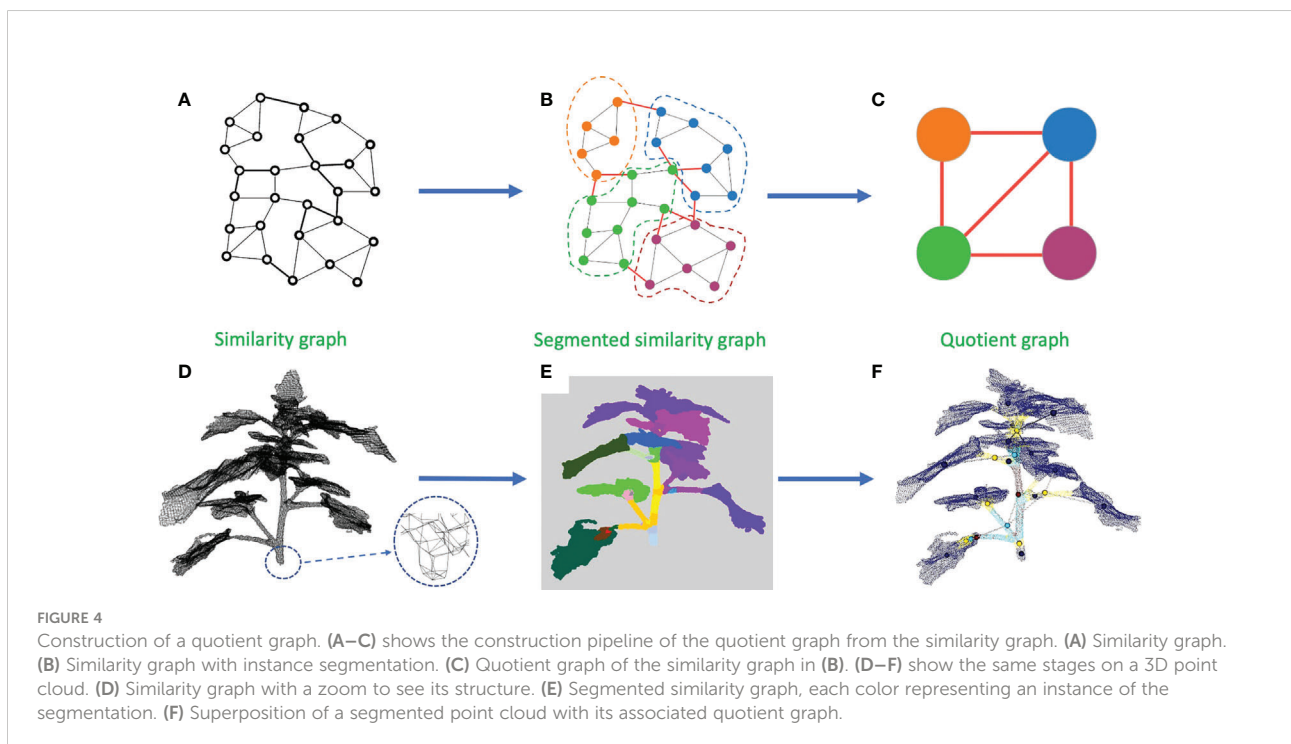 A
B
C
Similarity graph
Segmented similarity graph
Quotient graph
D
E
F
FIGURE 4
Construction of a quotient graph. (A–C) shows the construction pipeline of the quotient graph from the similarity graph. (A) Similarity graph.
(B) Similarity graph with instance segmentation. (C) Quotient graph of the similarity graph in (B). (D–F) show the same stages on a 3D point
cloud. (D) Similarity graph with a zoom to see its structure. (E) Segmented similarity graph, each color representing an instance of the
segmentation. (F) Superposition of a segmented point cloud with its associated quotient graph.